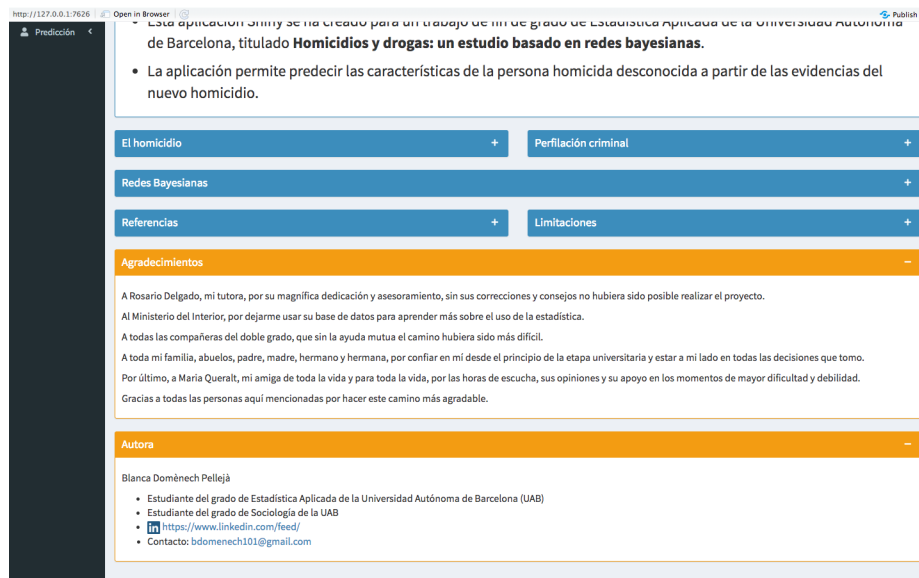 http://127.0.0.1:7626 Open in Browser Publish
Predicción
Esta aplicación Shiny se ha creado para un trabajo de fin de grado de Estadística Aplicada de la Universidad Autónoma
de Barcelona, titulado Homicidios y drogas: un estudio basado en redes bayesianas.
• La aplicación permite predecir las características de la persona homicida desconocida a partir de las evidencias del
nuevo homicidio.
El homicidio +
Perfilación criminal +
Redes Bayesianas +
Referencias +
Limitaciones +
Agradecimientos –
A Rosario Delgado, mi tutora, por su magnífica dedicación y asesoramiento, sin sus correcciones y consejos no hubiera sido posible realizar el proyecto.
Al Ministerio del Interior, por dejarme usar su base de datos para aprender más sobre el uso de la estadística.
A todas las compañeras del doble grado, que sin la ayuda mutua el camino hubiera sido más difícil.
A toda mi familia, abuelos, padre, madre, hermano y hermana, por confiar en mí desde el principio de la etapa universitaria y estar a mi lado en todas las decisiones que tomo.
Por último, a Maria Queralt, mi amiga de toda la vida y para toda la vida, por las horas de escucha, sus opiniones y su apoyo en los momentos de mayor dificultad y debilidad.
Gracias a todas las personas aquí mencionadas por hacer este camino más agradable.
Autora –
Blanca Domènech Pellejà
• Estudiante del grado de Estadística Aplicada de la Universidad Autónoma de Barcelona (UAB)
• Estudiante del grado de Sociología de la UAB
• in https://www.linkedin.com/feed/
• Contacto: bdomenech101@gmail.com